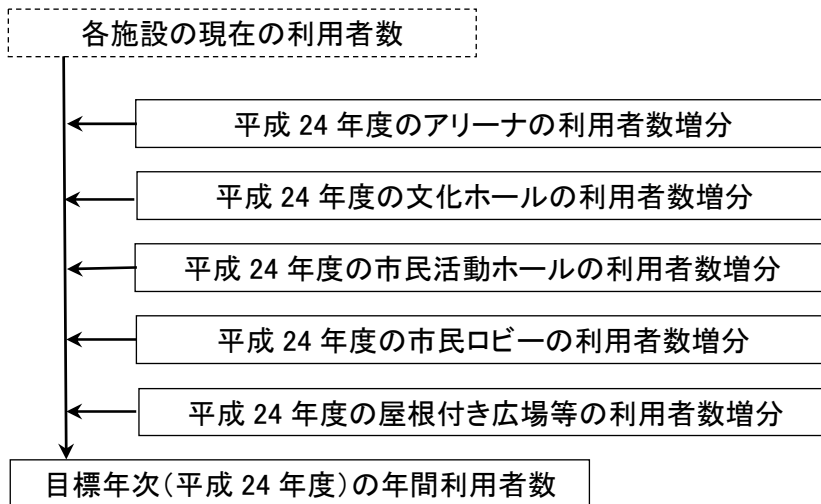 各施設の現在の利用者数
平成 24 年度のアリーナの利用者数増分
平成 24 年度の文化ホールの利用者数増分
平成 24 年度の市民活動ホールの利用者数増分
平成 24 年度の市民ロビーの利用者数増分
平成 24 年度の屋根付き広場等の利用者数増分
目標年次(平成 24 年度)の年間利用者数